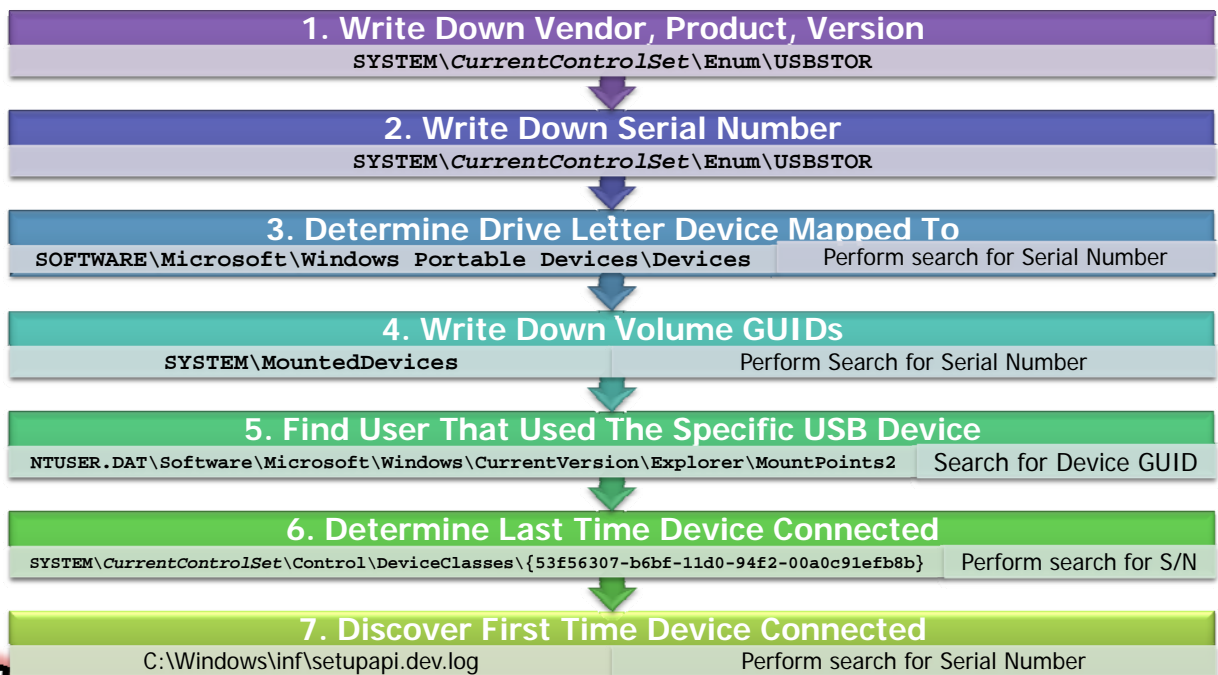 1. Write Down Vendor, Product, Version
SYSTEM\CurrentControlSet\Enum\USBSTOR
2. Write Down Serial Number
SYSTEM\CurrentControlSet\Enum\USBSTOR
3. Determine Drive Letter Device Mapped To
SOFTWARE\Microsoft\Windows Portable Devices\Devices Perform search for Serial Number
4. Write Down Volume GUIDs
SYSTEM\MountedDevices Perform Search for Serial Number
5. Find User That Used The Specific USB Device
NTUSER.DAT\Software\Microsoft\Windows\CurrentVersion\Explorer\MountPoints2 Search for Device GUID
6. Determine Last Time Device Connected
SYSTEM\CurrentControlSet\Control\DeviceClasses\{53f56307-b6bf-11d0-94f2-00a0c91efb8b} Perform search for S/N
7. Discover First Time Device Connected
C:\Windows\inf\setupapi.dev.log Perform search for Serial Number